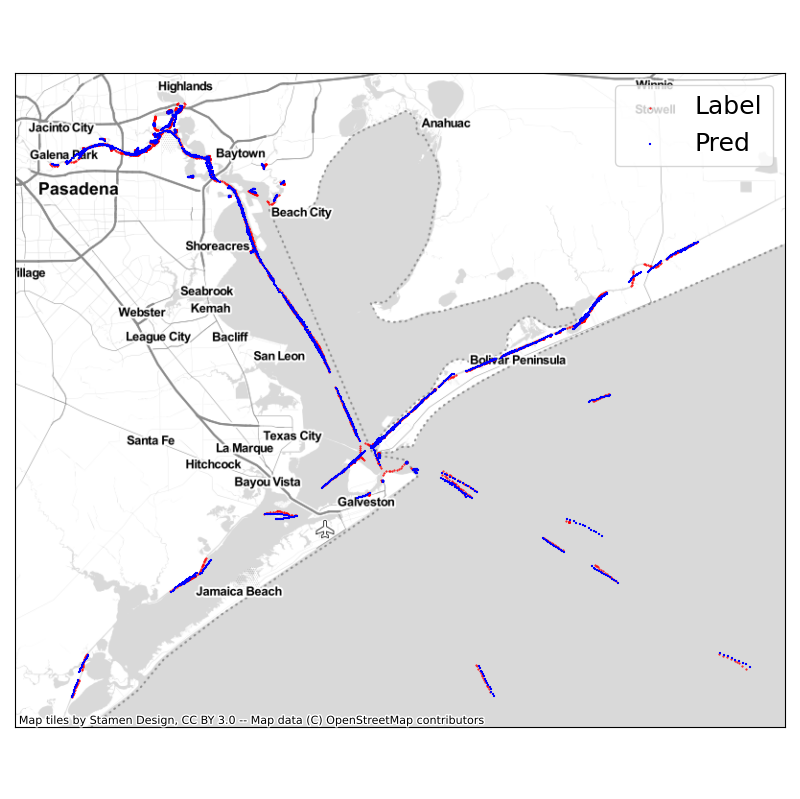 Highlands
Winnie
Stowell
Label
Pred
Jacinto City
Anahuac
Galena Park
Baytown
Pasadena
Beach City
Shoreacres
illage
Seabrook
Kemah
Webster
League City
Bacliff
San Leon
Bolivar Peninsula
Santa Fe
Texas City
La Marque
Hitchcock
Bayou Vista
Galveston
Jamaica Beach
Map tiles by Stamen Design, CC BY 3.0 -- Map data (C) OpenStreetMap contributors